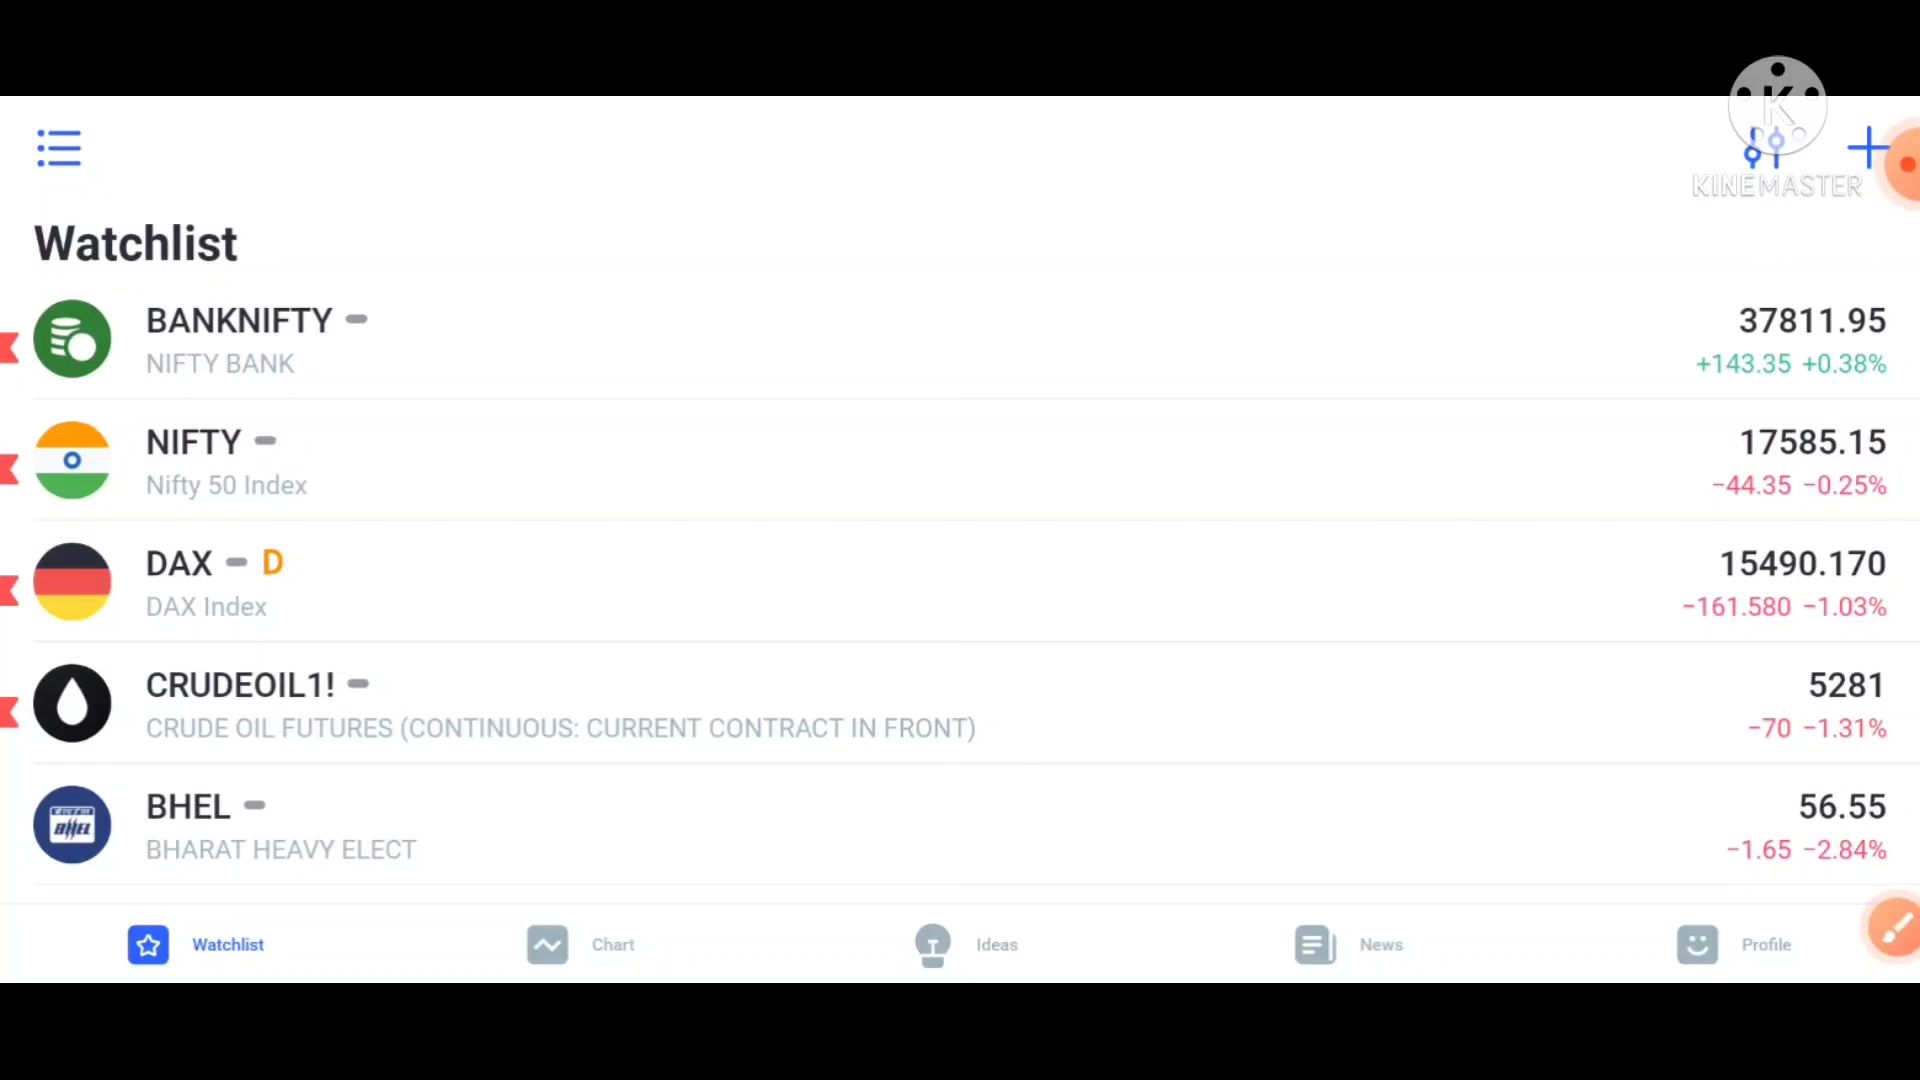 K
KINEMASTER
Watchlist
BANKNIFTY
37811.95
NIFTY BANK
+143.35 +0.38%
NIFTY
17585.15
Nifty 50 Index
−44.35 −0.25%
DAX D
15490.170
DAX Index
−161.580 −1.03%
CRUDEOIL1!
5281
CRUDE OIL FUTURES (CONTINUOUS: CURRENT CONTRACT IN FRONT)
−70 −1.31%
BHEL
56.55
BHEL
BHARAT HEAVY ELECT
−1.65 −2.84%
Watchlist
Chart
Ideas
News
Profile